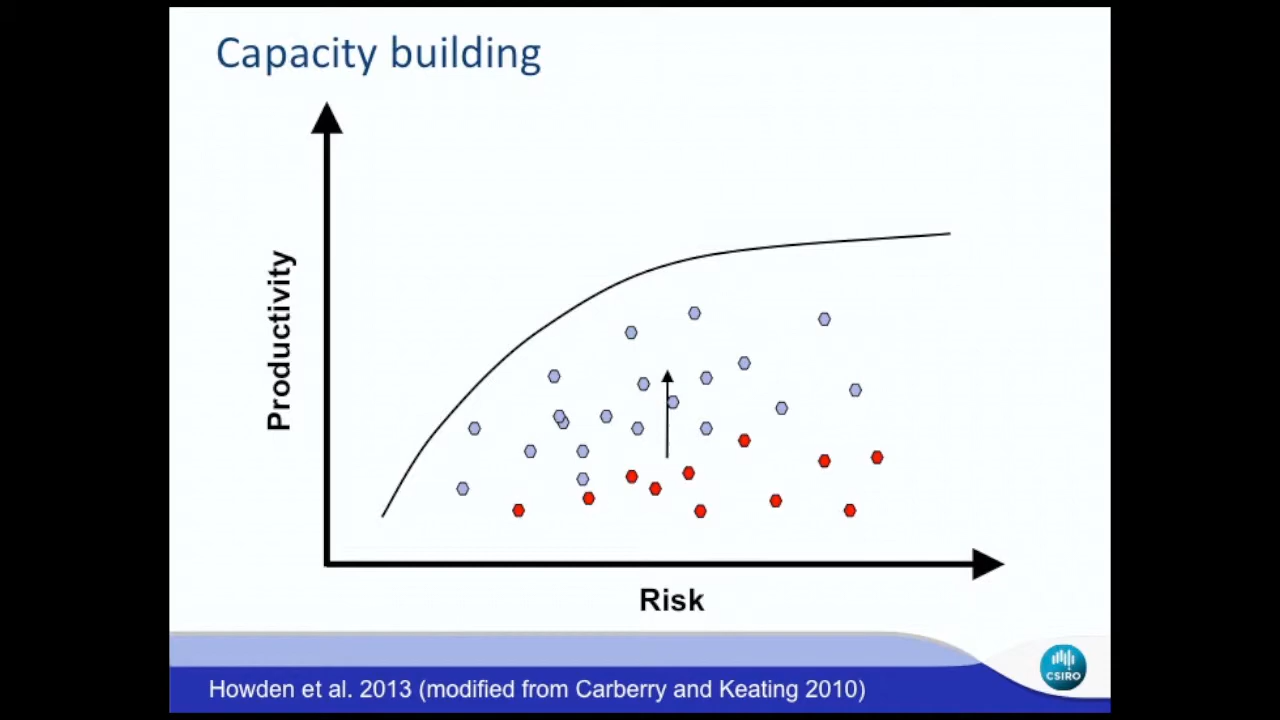 Capacity building
Productivity
Risk
Howden et al. 2013 (modified from Carberry and Keating 2010)
CSIRO